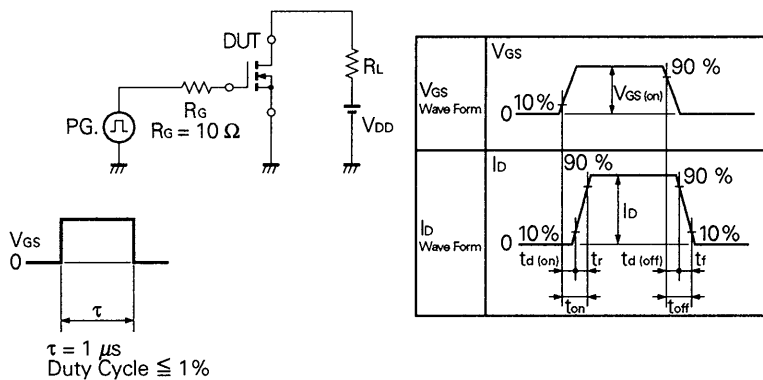 DUT
RL
RG
RG = 10 Ω
PG.
VDD
VGS
0
τ
τ = 1 μs
Duty Cycle ≦ 1%
VGS
Wave Form
VGS
90 %
10%
VGS (on)
0
ID
Wave Form
ID
90 %
90 %
ID
0
10%
10%
td (on)
tr
td (off)
tf
ton
toff